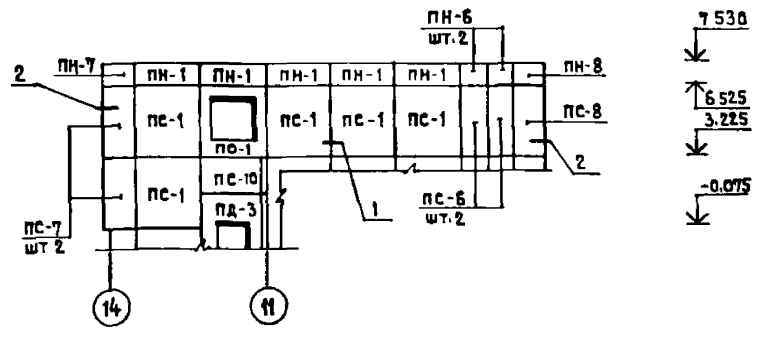 ПН-6
шт.2
7.530
2
ПН-7
ПН-1
ПН-1
ПН-1
ПН-1
ПН-1
ПН-8
6.525
ПС-1
ПС-1
ПС-1
ПС-1
ПС-8
3.225
ПО-1
2
ПС-1
ПС-10
ПС-6
шт.2
-0.075
ПД-3
1
ПС-7
шт 2
14
11